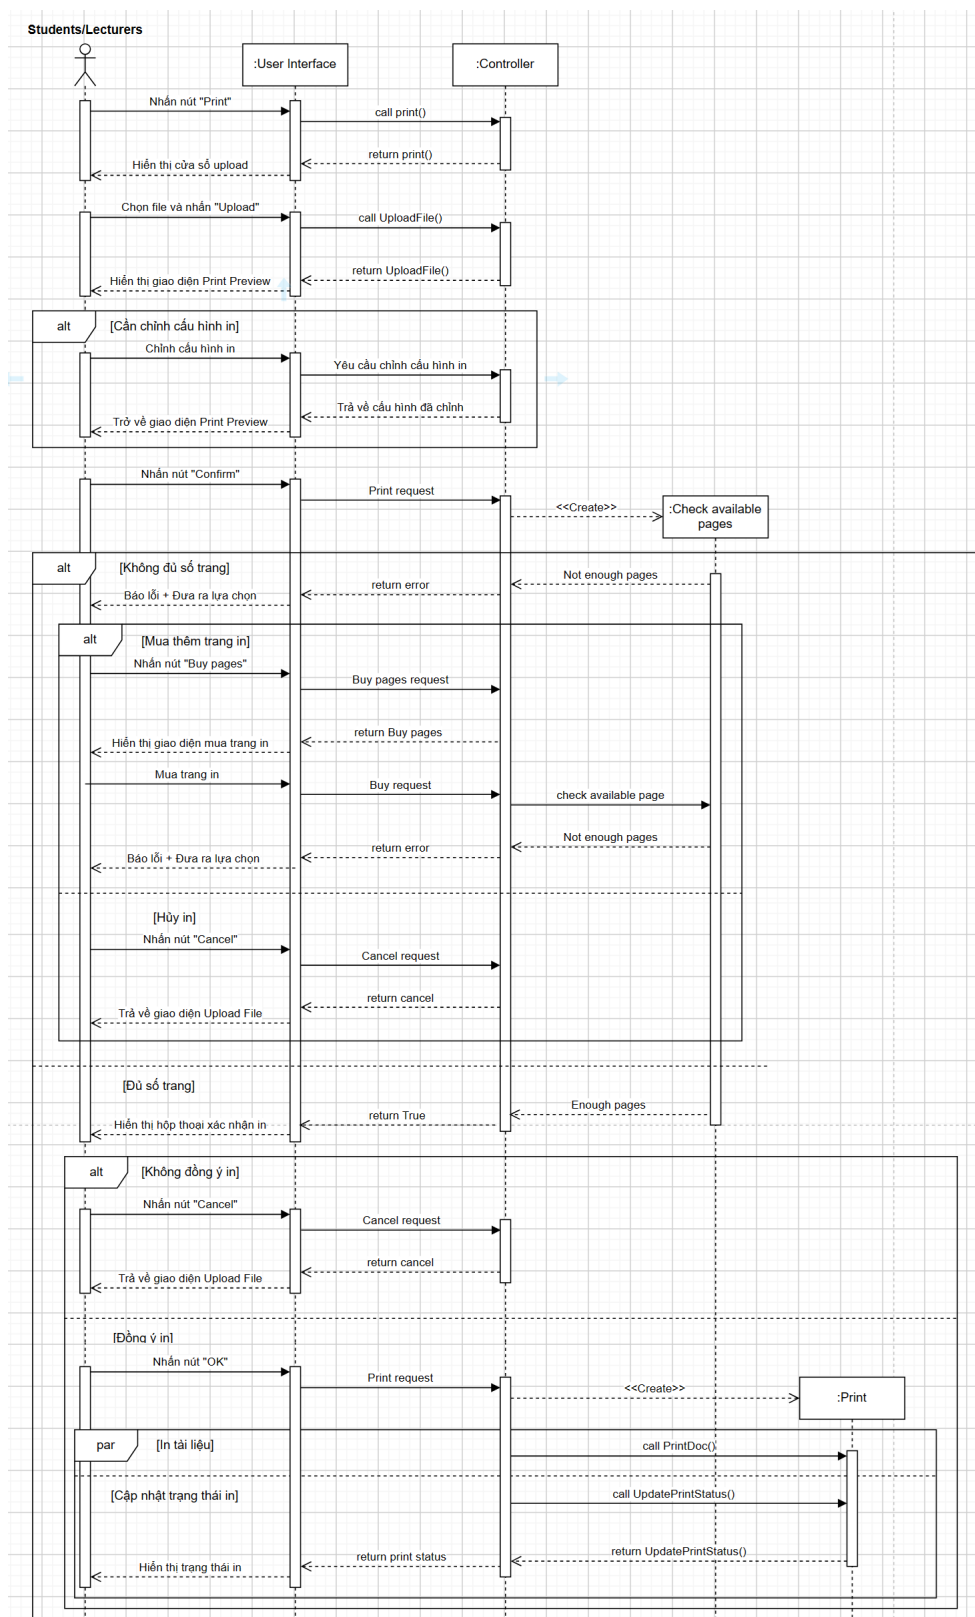 Students/Lecturers
:User Interface
:Controller
Nhấn nút "Print"
call print()
return print()
Hiển thị cửa sổ upload
Chọn file và nhấn "Upload"
call UploadFile()
return UploadFile()
Hiển thị giao diện Print Preview
alt
[Cần chỉnh cấu hình in]
Chỉnh cấu hình in
Yêu cầu chỉnh cấu hình in
Trả về cấu hình đã chỉnh
Trở về giao diện Print Preview
Nhấn nút "Confirm"
Print request
<<Create>>
:Check available
pages
alt
[Không đủ số trang]
Not enough pages
return error
Báo lỗi + Đưa ra lựa chọn
alt
[Mua thêm trang in]
Nhấn nút "Buy pages"
Buy pages request
return Buy pages
Hiển thị giao diện mua trang in
Mua trang in
Buy request
check available page
Not enough pages
return error
Báo lỗi + Đưa ra lựa chọn
[Hủy in]
Nhấn nút "Cancel"
Cancel request
return cancel
Trả về giao diện Upload File
[Đủ số trang]
Enough pages
return True
Hiển thị hộp thoại xác nhận in
alt
[Không đồng ý in]
Nhấn nút "Cancel"
Cancel request
return cancel
Trả về giao diện Upload File
[Đồng ý in]
Nhấn nút "OK"
Print request
<<Create>>
:Print
par
[In tài liệu]
call PrintDoc()
[Cập nhật trạng thái in]
call UpdatePrintStatus()
return UpdatePrintStatus()
return print status
Hiển thị trạng thái in